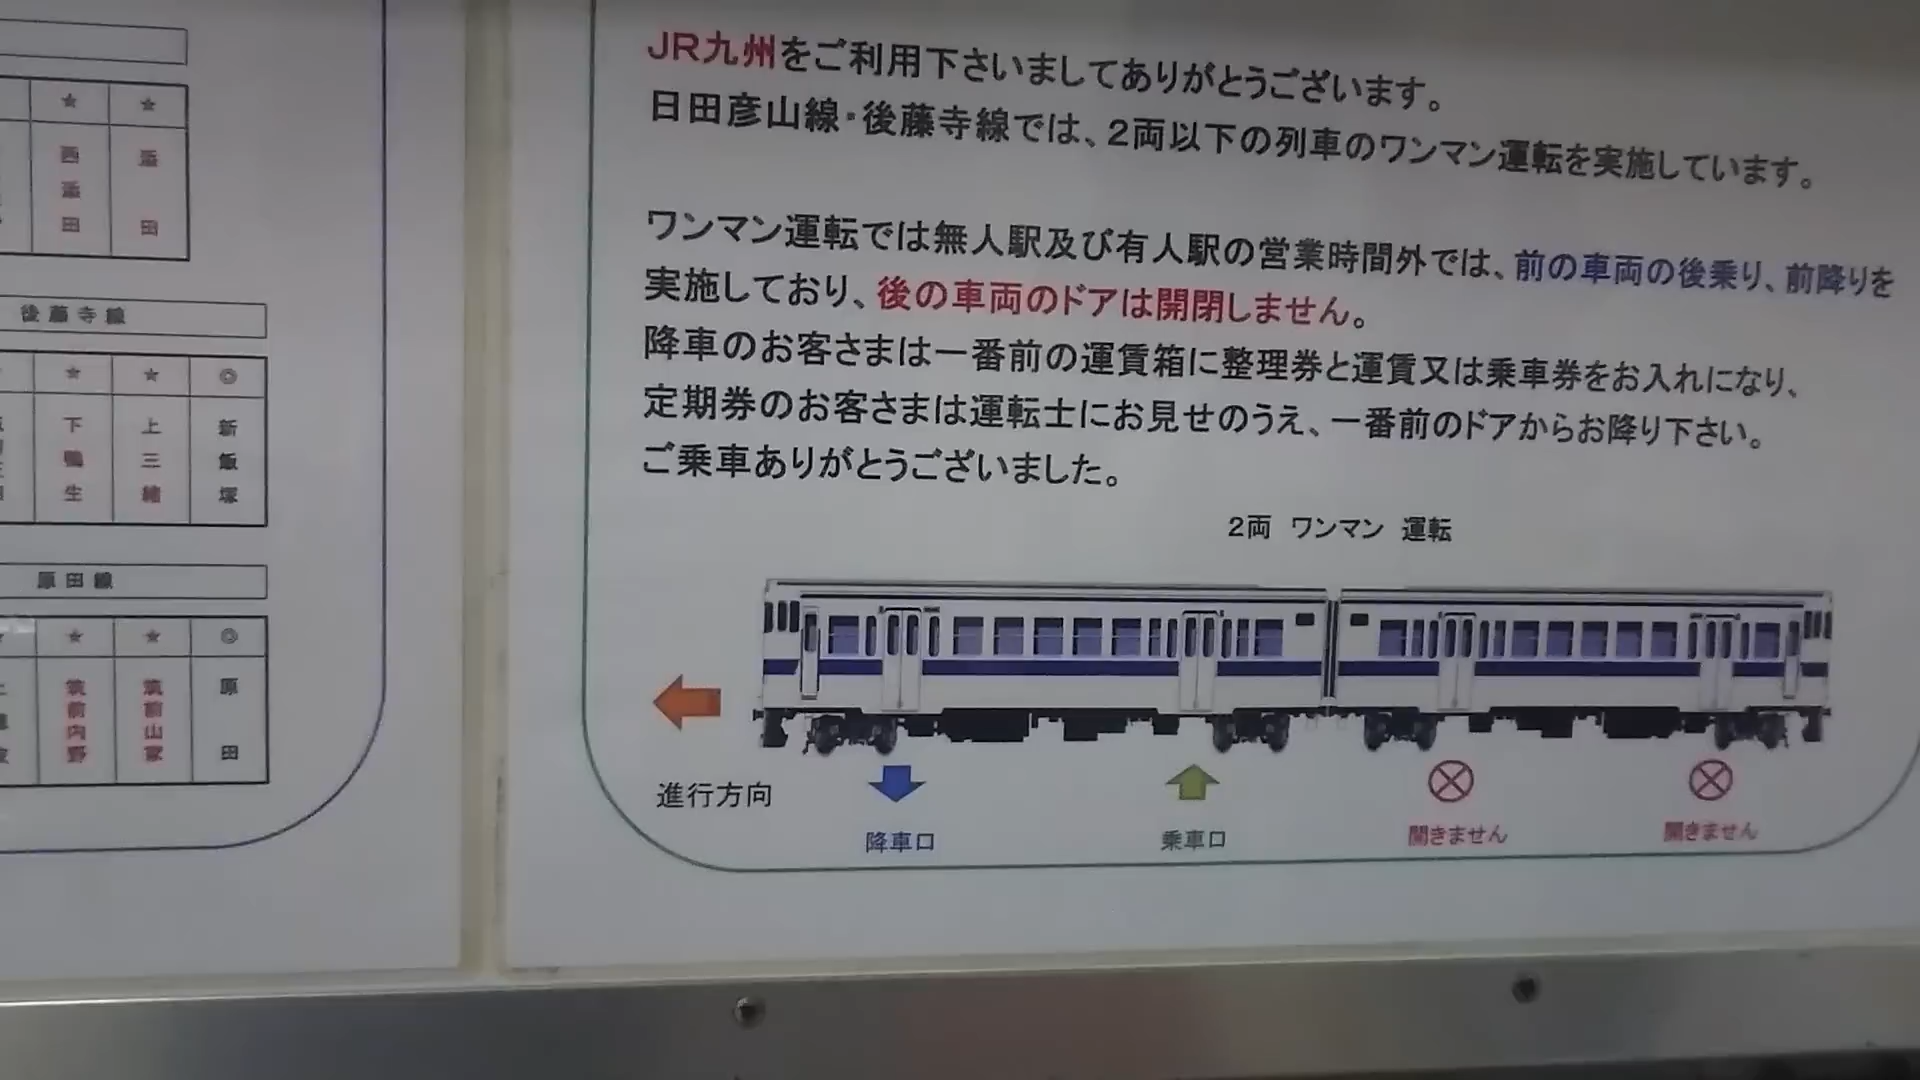 ★ ★
西添田 添田
後藤寺線
★ ★ ◎
下鴨生 上三緒 新飯塚
原田線
★ ★ ◎
筑前内野 筑前山家 原田
JR九州をご利用下さいましてありがとうございます。
日田彦山線・後藤寺線では、2両以下の列車のワンマン運転を実施しています。
ワンマン運転では無人駅及び有人駅の営業時間外では、前の車両の後乗り、前降りを
実施しており、後の車両のドアは開閉しません。
降車のお客さまは一番前の運賃箱に整理券と運賃又は乗車券をお入れになり、
定期券のお客さまは運転士にお見せのうえ、一番前のドアからお降り下さい。
ご乗車ありがとうございました。
2両 ワンマン 運転
進行方向
降車口 乗車口 開きません 開きません